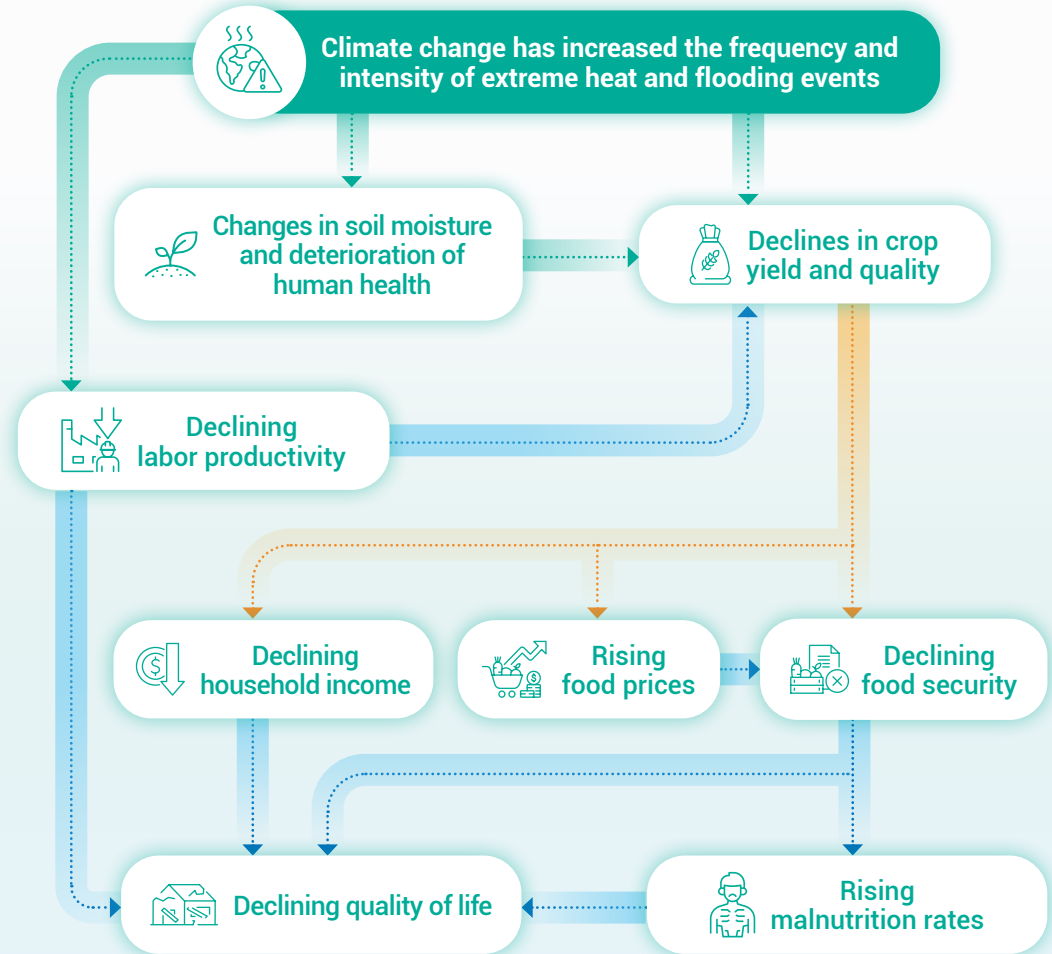 Climate change has increased the frequency and
intensity of extreme heat and flooding events
Changes in soil moisture
and deterioration of
human health
Declines in crop
yield and quality
Declining
labor productivity
Declining
household income
Rising
food prices
Declining
food security
Declining quality of life
Rising
malnutrition rates